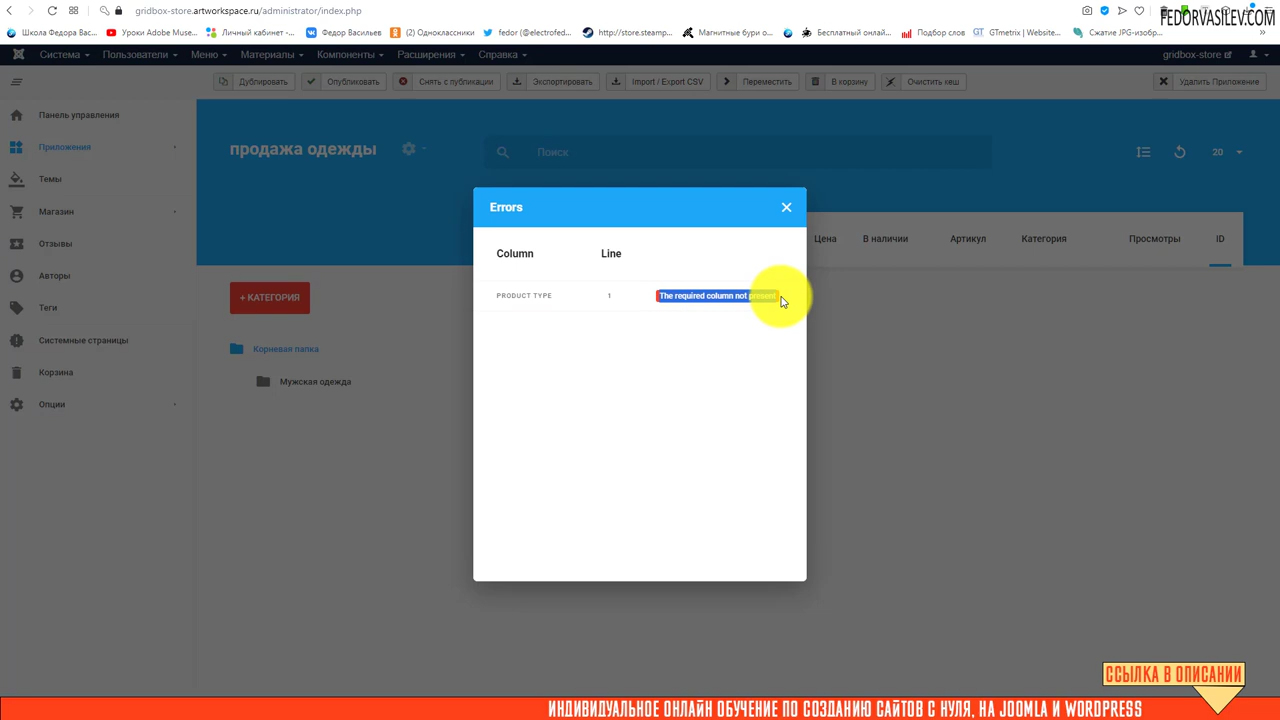 gridbox-store.artworkspace.ru/administrator/index.php
FEDORVASILEV.COM
Школа Федора Вас...
Уроки Adobe Muse...
Личный кабинет -...
Федор Васильев
(2) Одноклассники
fedor (@electrofed...
http://store.steamp...
Магнитные бури о...
Бесплатный онлай...
Подбор слов
GTmetrix | Website...
Сжатие JPG-изобр...
Система
Пользователи
Меню
Материалы
Компоненты
Расширения
Справка
gridbox-store
Дублировать
Опубликовать
Снять с публикации
Экспортировать
Import / Export CSV
Переместить
В корзину
Очистить кеш
Удалить Приложение
Панель управления
Приложения
Темы
Магазин
Отзывы
Авторы
Теги
Системные страницы
Корзина
Опции
продажа одежды
Поиск
20
Цена
В наличии
Артикул
Категория
Просмотры
ID
+ КАТЕГОРИЯ
Корневая папка
Мужская одежда
Errors
Column
Line
PRODUCT TYPE
1
The required column not present
ССЫЛКА В ОПИСАНИИ
ИНДИВИДУАЛЬНОЕ ОНЛАЙН ОБУЧЕНИЕ ПО СОЗДАНИЮ САЙТОВ С НУЛЯ, НА JOOMLA И WORDPRESS